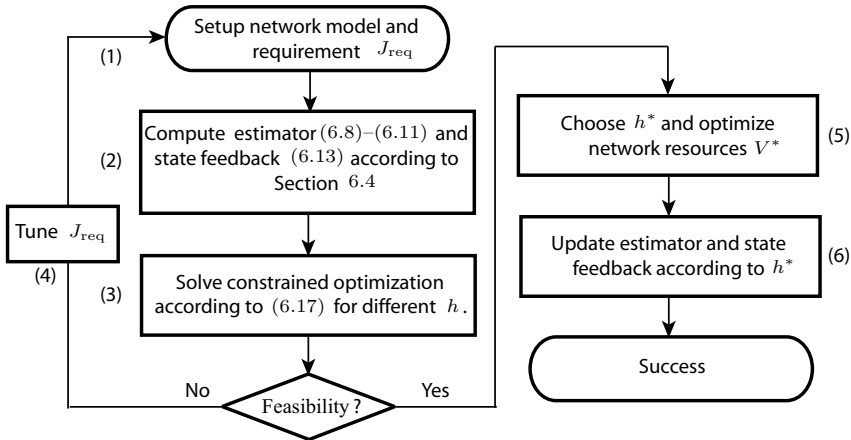 (1)
Setup network model and
requirement J_req
(2)
Compute estimator (6.8)–(6.11) and
state feedback (6.13) according to
Section 6.4
Tune J_req
(4)
(3)
Solve constrained optimization
according to (6.17) for different h.
No
Feasibility?
Yes
Choose h* and optimize
network resources V*
(5)
Update estimator and state
feedback according to h*
(6)
Success